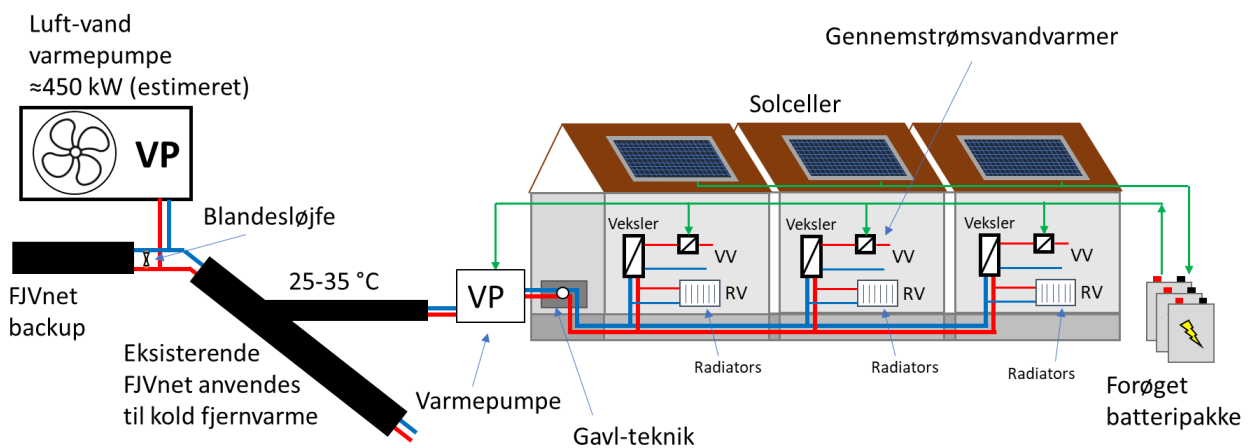 Luft-vand
varmepumpe
≈450 kW (estimeret)
VP
Blandesløjfe
FJVnet
backup
25-35 °C
Eksisterende
FJVnet anvendes
til kold fjernvarme
VP
Varmepumpe
Gavl-teknik
Gennemstrømsvandvarmer
Solceller
Veksler
VV
RV
Radiators
Veksler
VV
RV
Radiators
Veksler
VV
RV
Radiators
Forøget
batteripakke